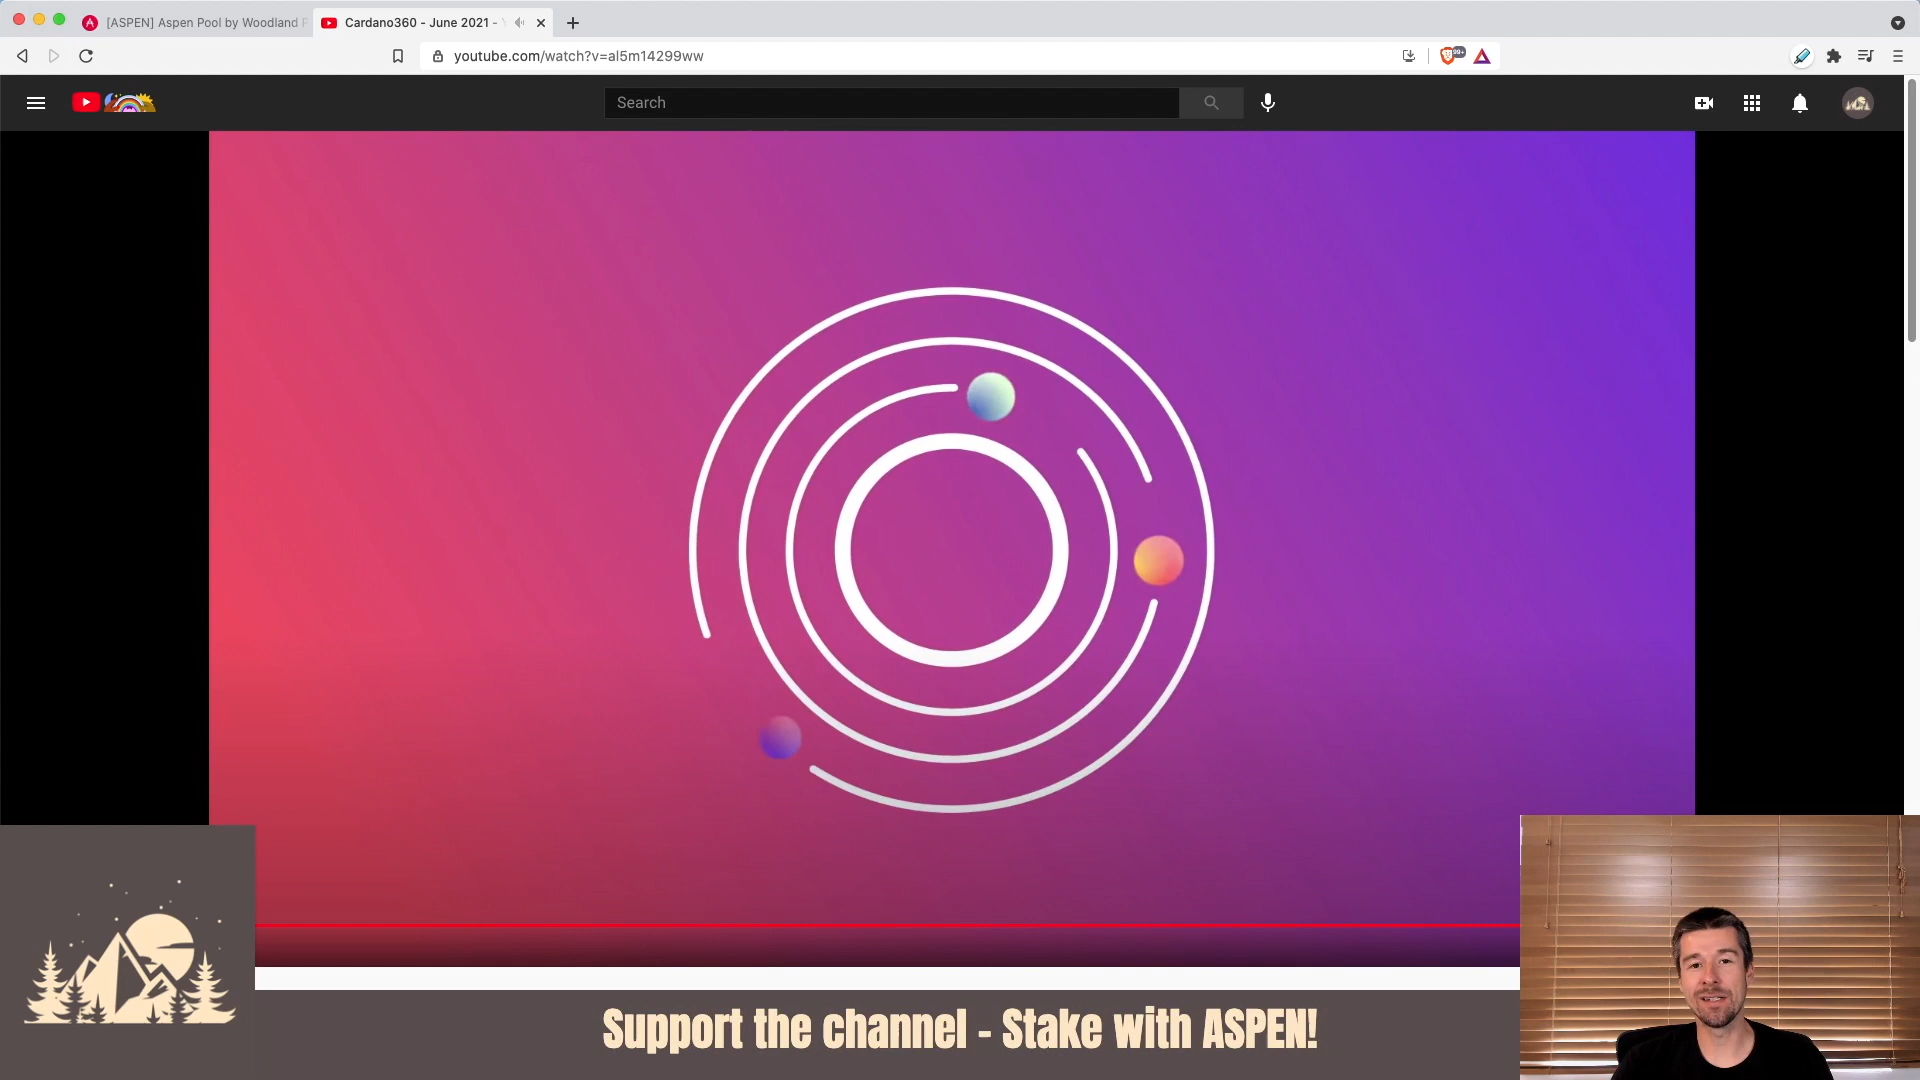 [ASPEN] Aspen Pool by Woodland P
Cardano360 - June 2021 - Y
youtube.com/watch?v=al5m14299ww
99+
Search
Support the channel - Stake with ASPEN!